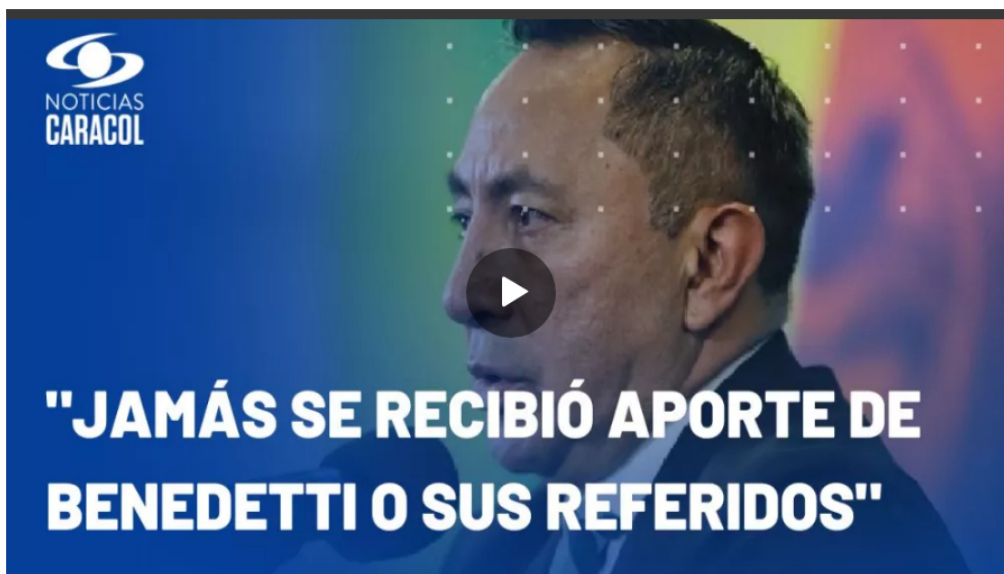 NOTICIAS
CARACOL
"JAMÁS SE RECIBIÓ APORTE DE
BENEDETTI O SUS REFERIDOS"